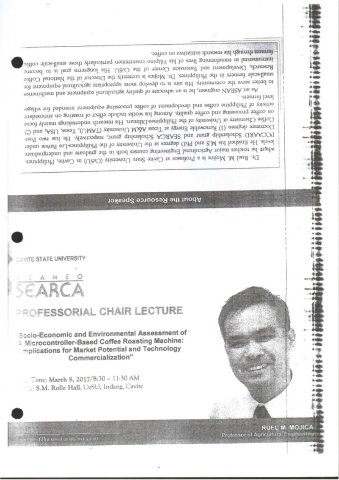 CAVITE STATE UNIVERSITY
SEAMEO
SEARCA
PROFESSORIAL CHAIR LECTURE
"Socio-Economic and Environmental Assessment of
Microcontroller-Based Coffee Roasting Machine:
Implications for Market Potential and Technology
Commercialization"
Time: March 8, 2017/8:30 – 11:30 AM
S.M. Rolle Hall, CvSU, Indang, Cavite
RUEL M. MOJICA
Professor of Agricultural Engineering
About the Resource Speaker
Dr. Ruel M. Mojica is a Professor at Cavite State University (CvSU) in Cavite, Philippines
where he teaches major Agricultural Engineering courses both in the graduate and undergraduate
levels. He finished his M.S and PhD degrees at the University of the Philippines-Los Baños under
PCAARRD Scholarship grant and SEARCA Scholarship grant, respectively. He has two Post-
Doctorate degrees (1) Renewable Energy at Texas A&M University (TAMU), Texas, USA and (2)
Coffee Chemistry at University of the Philippines-Diliman. His research undertaking mainly focus
on coffee processing and coffee quality. Among his works include effect of roasting on antioxidant
activity of Philippine coffee and development of coffee processing equipment intended for village
level farmers.
As an ASEAN engineer, he is an advocate of quality agricultural equipment and machineries
to better serve the community. His aim is to develop more appropriate agricultural equipment for
small-scale farmers in the Philippines. Dr. Mojica is currently the Director of the National Coffee
Research, Development and Extension Center of the CvSU. His long-term goal is to become
instrumental in transforming lives of his Filipino countrymen particularly those small-scale coffee
farmers through his research initiatives on coffee.